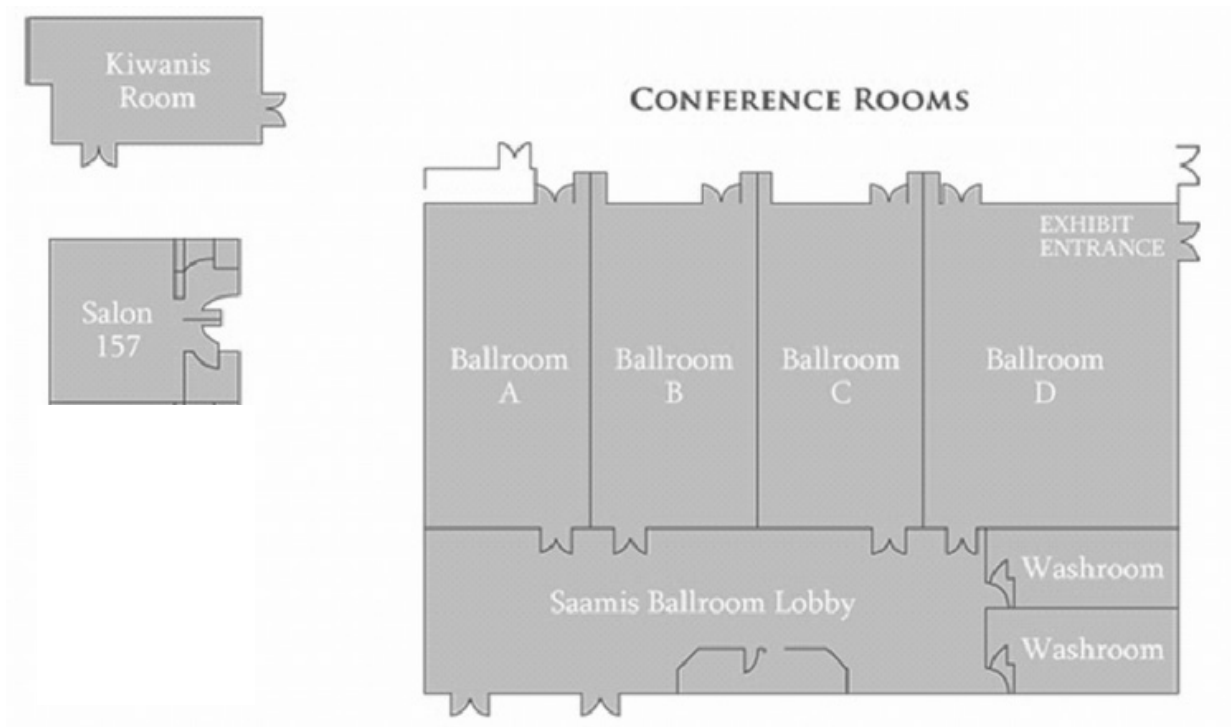 Kiwanis
Room
CONFERENCE ROOMS
EXHIBIT
ENTRANCE
Salon
157
Ballroom
A
Ballroom
B
Ballroom
C
Ballroom
D
Washroom
Saamis Ballroom Lobby
Washroom